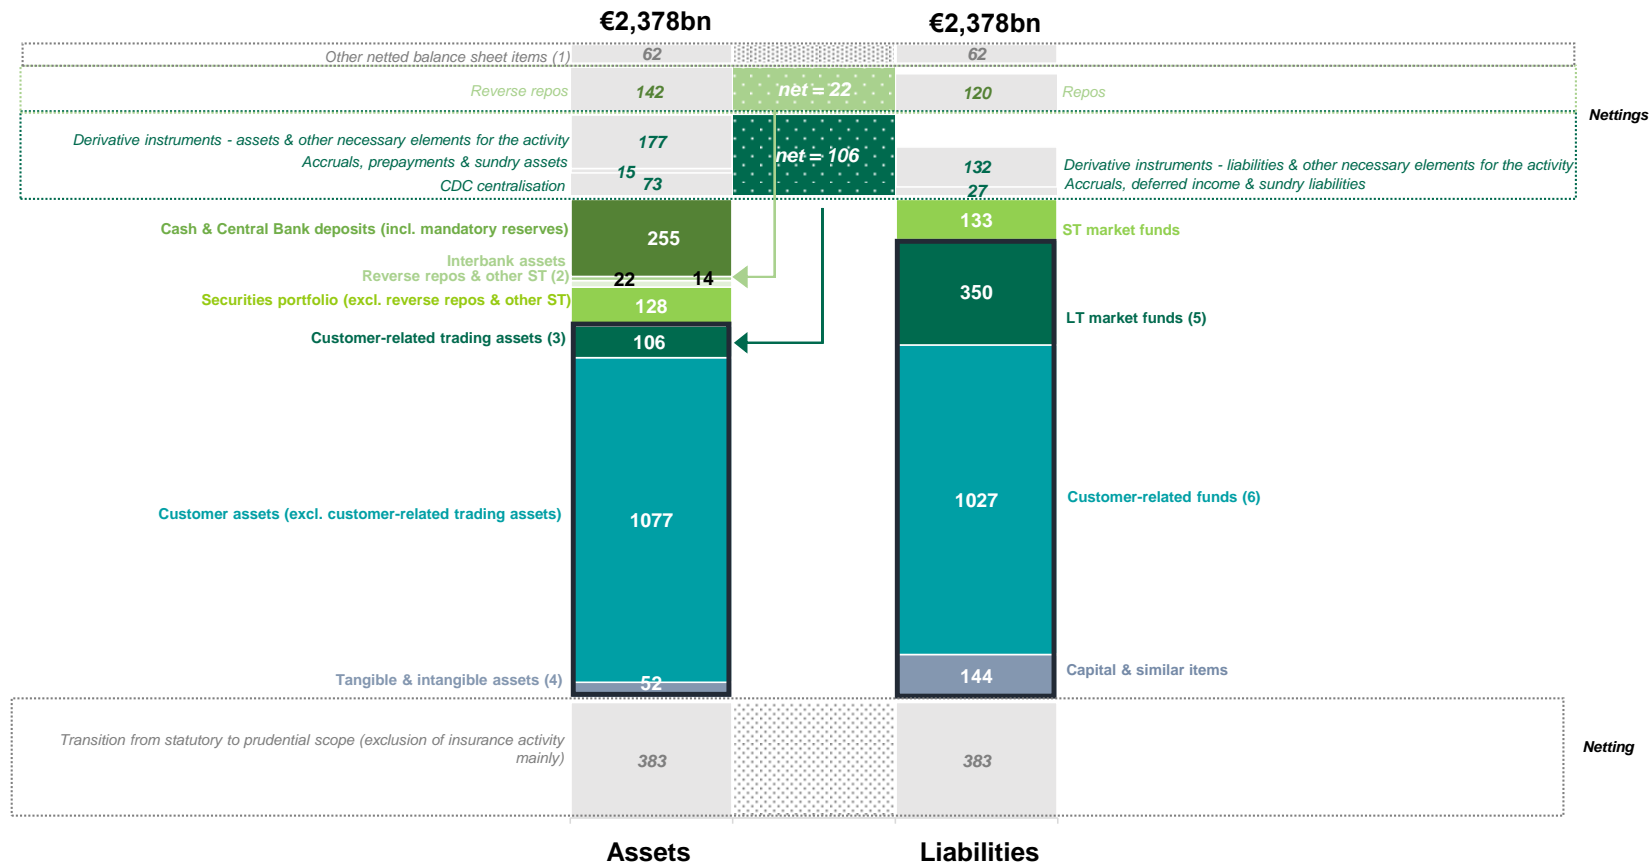 €2,378bn €2,378bn
Other netted balance sheet items (1) 62 62
Reverse repos 142 net = 22 120 Repos
Nettings
Derivative instruments - assets & other necessary elements for the activity 177
net = 106
Accruals, prepayments & sundry assets 15
CDC centralisation 73
132 Derivative instruments - liabilities & other necessary elements for the activity
27 Accruals, deferred income & sundry liabilities
Cash & Central Bank deposits (incl. mandatory reserves) 255
133 ST market funds
Interbank assets
Reverse repos & other ST (2) 22 14
Securities portfolio (excl. reverse repos & other ST) 128
350 LT market funds (5)
Customer-related trading assets (3) 106
Customer assets (excl. customer-related trading assets) 1077
1027 Customer-related funds (6)
Tangible & intangible assets (4) 52
144 Capital & similar items
Transition from statutory to prudential scope (exclusion of insurance activity
mainly)
383 383
Netting
Assets Liabilities